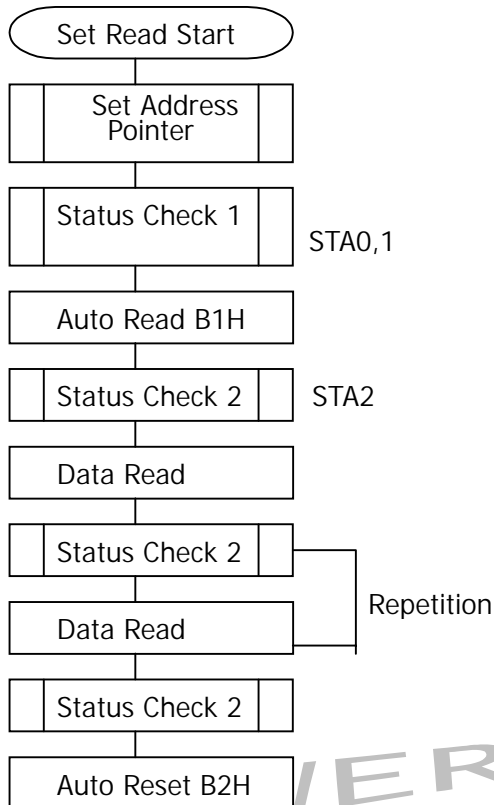 Set Read Start
Set Address
Pointer
Status Check 1
STA0,1
Auto Read B1H
Status Check 2
STA2
Data Read
Status Check 2
Repetition
Data Read
Status Check 2
Auto Reset B2H